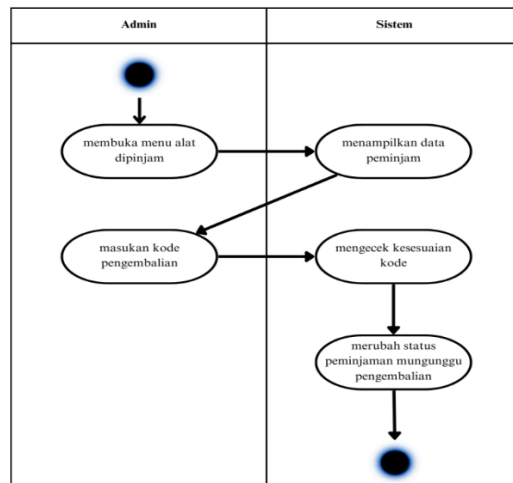 Admin
Sistem
membuka menu alat
dipinjam
menampilkan data
peminjam
masukan kode
pengembalian
mengecek kesesuaian
kode
merubah status
peminjaman mungunggu
pengembalian